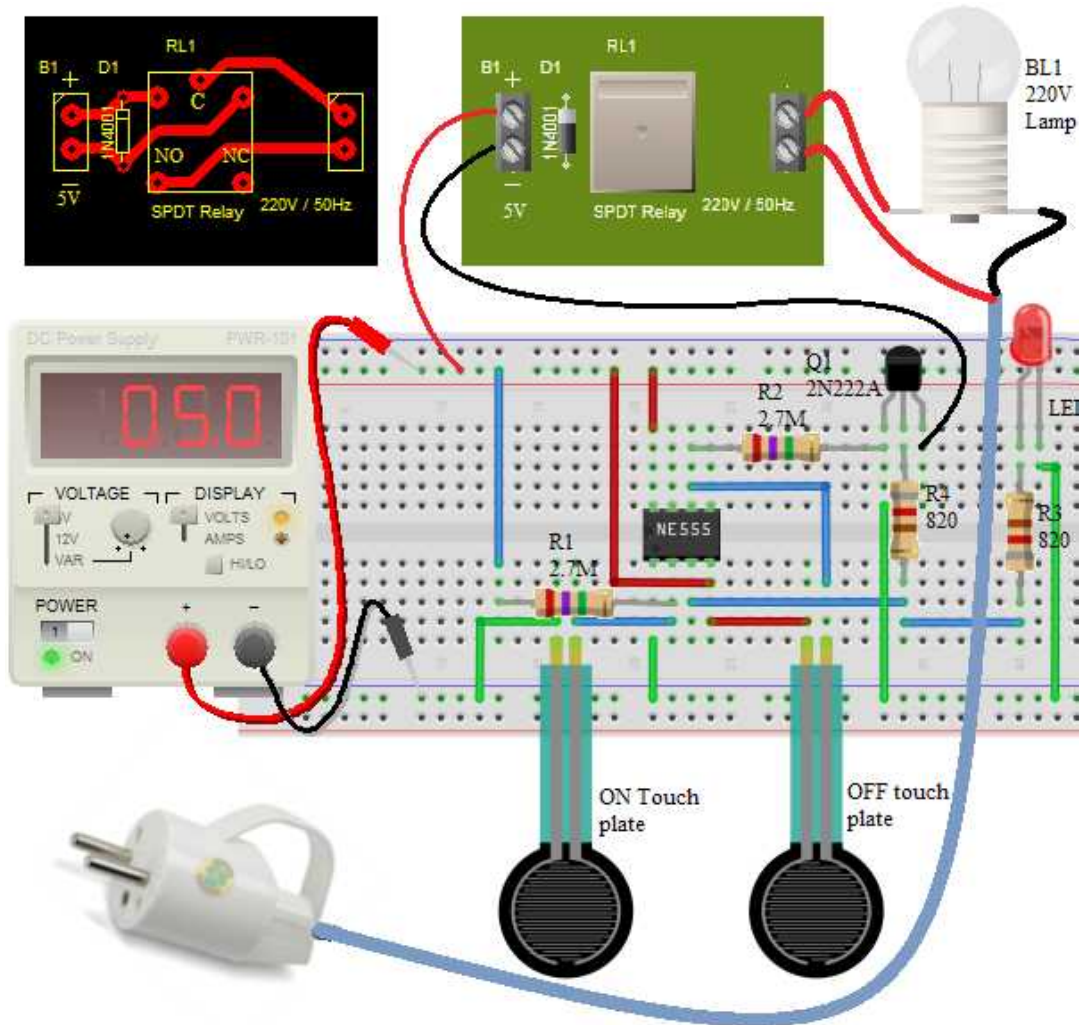 RL1
B1
+
D1
C
1N4001
NO
NC
–
5V
SPDT Relay
220V / 50Hz
RL1
B1
+
D1
1N4001
–
5V
SPDT Relay
220V / 50Hz
BL1
220V
Lamp
DC Power Supply
PWR-101
05.0
VOLTAGE
DISPLAY
V
12V
VAR
VOLTS
AMPS
HI/LO
POWER
1
ON
+
–
Q1
2N222A
R2
2,7M
LED
NE555
R4
820
R3
820
R1
2.7M
ON Touch
plate
OFF touch
plate